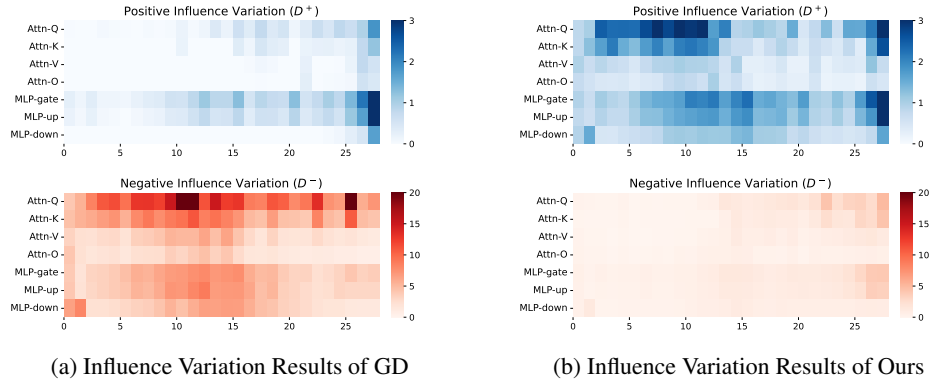 Positive Influence Variation (D⁺)
Attn-Q
Attn-K
Attn-V
Attn-O
MLP-gate
MLP-up
MLP-down
0 5 10 15 20 25
3
2
1
0
Negative Influence Variation (D⁻)
Attn-Q
Attn-K
Attn-V
Attn-O
MLP-gate
MLP-up
MLP-down
0 5 10 15 20 25
20
15
10
5
0
(a) Influence Variation Results of GD
Positive Influence Variation (D⁺)
Attn-Q
Attn-K
Attn-V
Attn-O
MLP-gate
MLP-up
MLP-down
0 5 10 15 20 25
3
2
1
0
Negative Influence Variation (D⁻)
Attn-Q
Attn-K
Attn-V
Attn-O
MLP-gate
MLP-up
MLP-down
0 5 10 15 20 25
20
15
10
5
0
(b) Influence Variation Results of Ours